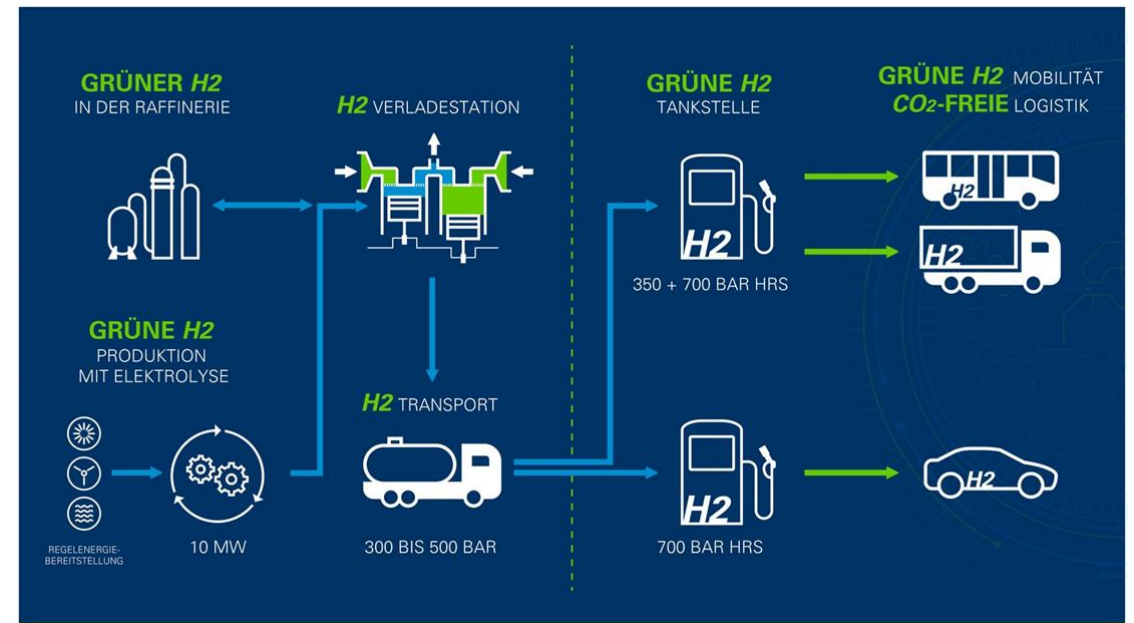 GRÜNER H2
IN DER RAFFINERIE
H2 VERLADESTATION
GRÜNE H2
PRODUKTION
MIT ELEKTROLYSE
REGELENERGIE-
BEREITSTELLUNG
10 MW
H2 TRANSPORT
300 BIS 500 BAR
GRÜNE H2
TANKSTELLE
H2
350 + 700 BAR HRS
H2
700 BAR HRS
GRÜNE H2 MOBILITÄT
CO2-FREIE LOGISTIK
H2
H2
H2